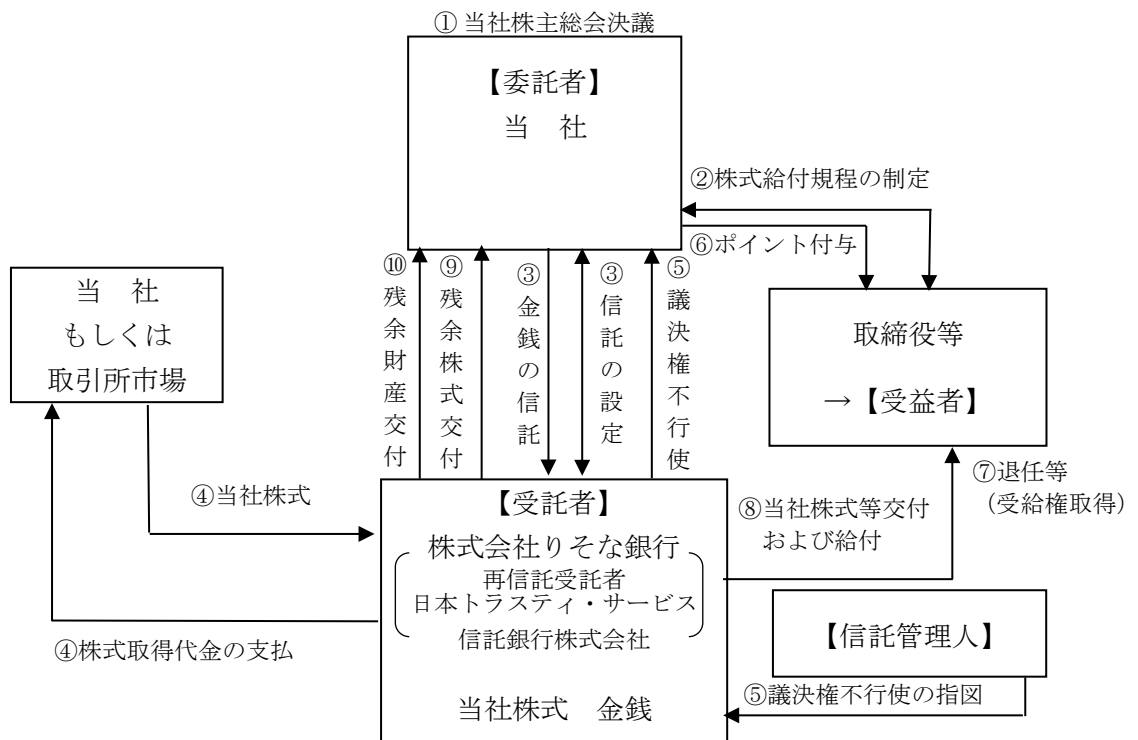 ① 当社株主総会決議
【委託者】
当　社
②株式給付規程の制定
⑥ポイント付与
⑩残余財産交付
⑨残余株式交付
③金銭の信託
③信託の設定
⑤議決権不行使
当　社
もしくは
取引所市場
取締役等
→【受益者】
④当社株式
④株式取得代金の支払
【受託者】
株式会社りそな銀行
再信託受託者
日本トラスティ・サービス
信託銀行株式会社
当社株式　金銭
⑦退任等
（受給権取得）
⑧当社株式等交付
および給付
【信託管理人】
⑤議決権不行使の指図